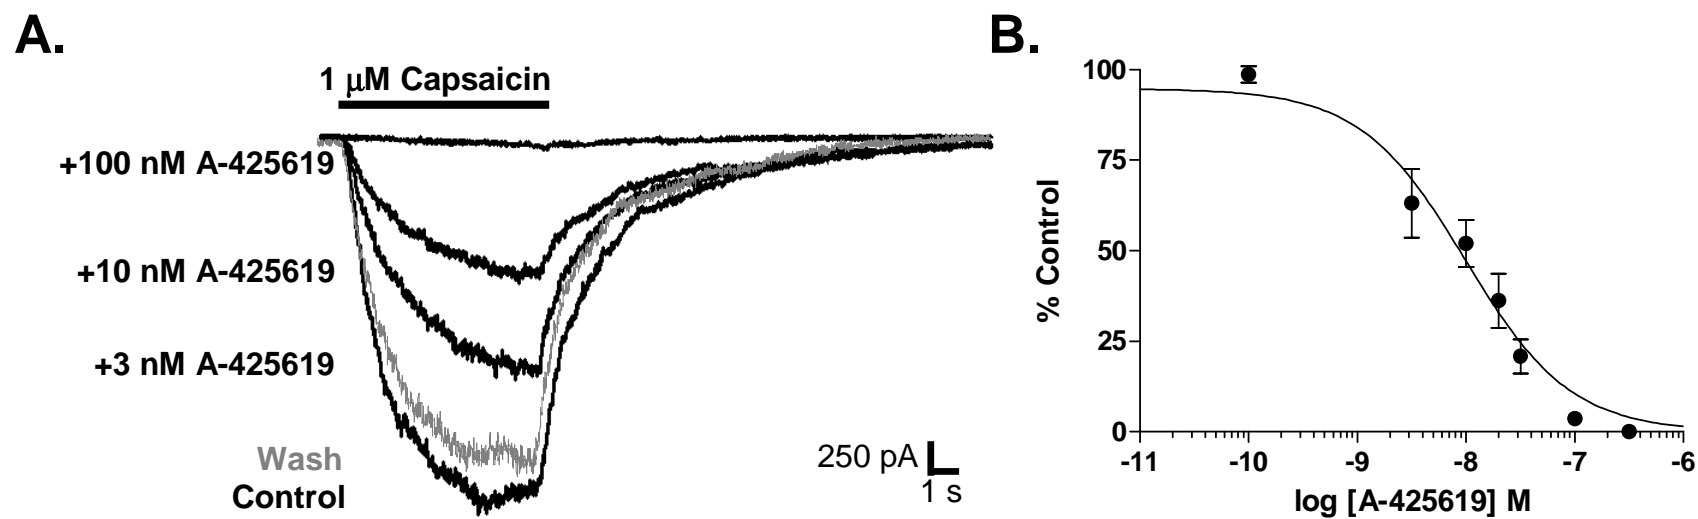 A.
1 μM Capsaicin
+100 nM A-425619
+10 nM A-425619
+3 nM A-425619
Wash
Control
250 pA
1 s
B.
% Control
100
75
50
25
0
-11
-10
-9
-8
-7
-6
log [A-425619] M